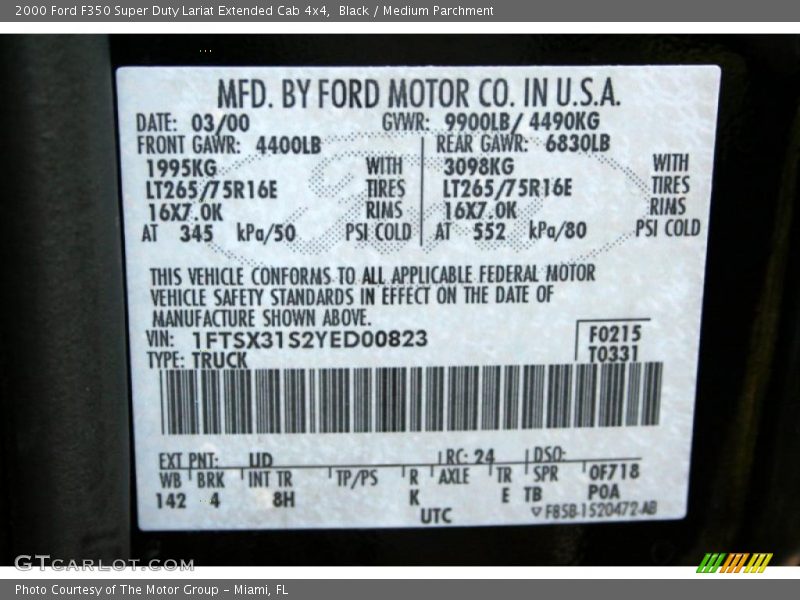 2000 Ford F350 Super Duty Lariat Extended Cab 4x4, Black / Medium Parchment
MFD. BY FORD MOTOR CO. IN U.S.A.
DATE: 03/00 GVWR: 9900LB/ 4490KG
FRONT GAWR: 4400LB REAR GAWR: 6830LB
1995KG WITH 3098KG WITH
LT265/75R16E TIRES LT265/75R16E TIRES
16X7.0K RIMS 16X7.0K RIMS
AT 345 kPa/50 PSI COLD AT 552 kPa/80 PSI COLD
THIS VEHICLE CONFORMS TO ALL APPLICABLE FEDERAL MOTOR
VEHICLE SAFETY STANDARDS IN EFFECT ON THE DATE OF
MANUFACTURE SHOWN ABOVE.
VIN: 1FTSX31S2YED00823 F0215
TYPE: TRUCK T0331
EXT PNT: UD RC: 24 DSO:
WB BRK INT TR TP/PS R AXLE TR SPR 0F718
142 4 8H K E TB P0A
UTC ▽ F85B-1520472-AB
GTCarLot.com
Photo Courtesy of The Motor Group - Miami, FL